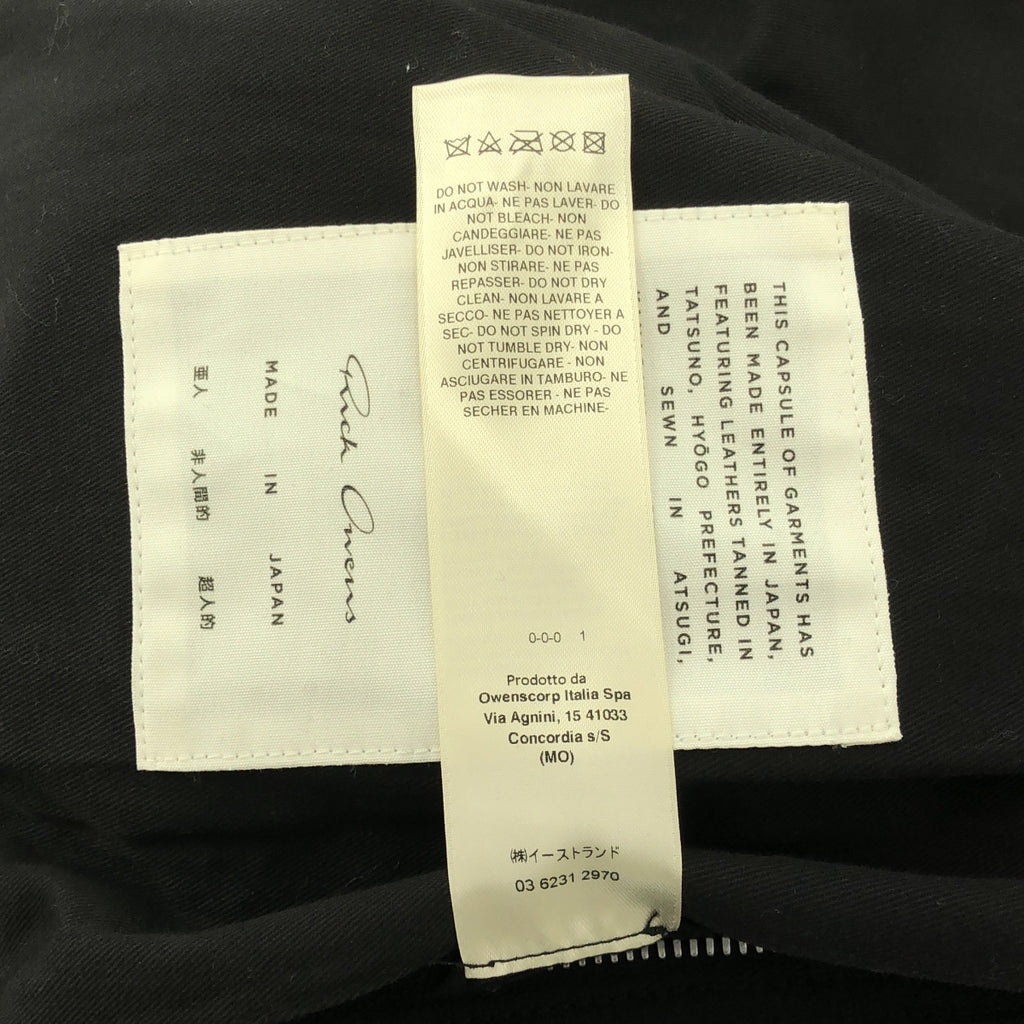 DO NOT WASH- NON LAVARE
IN ACQUA- NE PAS LAVER- DO
NOT BLEACH- NON
CANDEGGIARE- NE PAS
JAVELLISER- DO NOT IRON-
NON STIRARE- NE PAS
REPASSER- DO NOT DRY
CLEAN- NON LAVARE A
SECCO- NE PAS NETTOYER A
SEC- DO NOT SPIN DRY - DO
NOT TUMBLE DRY- NON
CENTRIFUGARE - NON
ASCIUGARE IN TAMBURO- NE
PAS ESSORER - NE PAS
SECHER EN MACHINE-
0-0-0 1
Prodotto da
Owenscorp Italia Spa
Via Agnini, 15 41033
Concordia s/S
(MO)
㈱イーストランド
03 6231 2970
THIS CAPSULE OF GARMENTS HAS
BEEN MADE ENTIRELY IN JAPAN,
FEATURING LEATHERS TANNED IN
TATSUNO, HYŌGO PREFECTURE,
AND SEWN IN ATSUGI,
Rick Owens
MADE IN JAPAN
亜人 非人間的 超人的